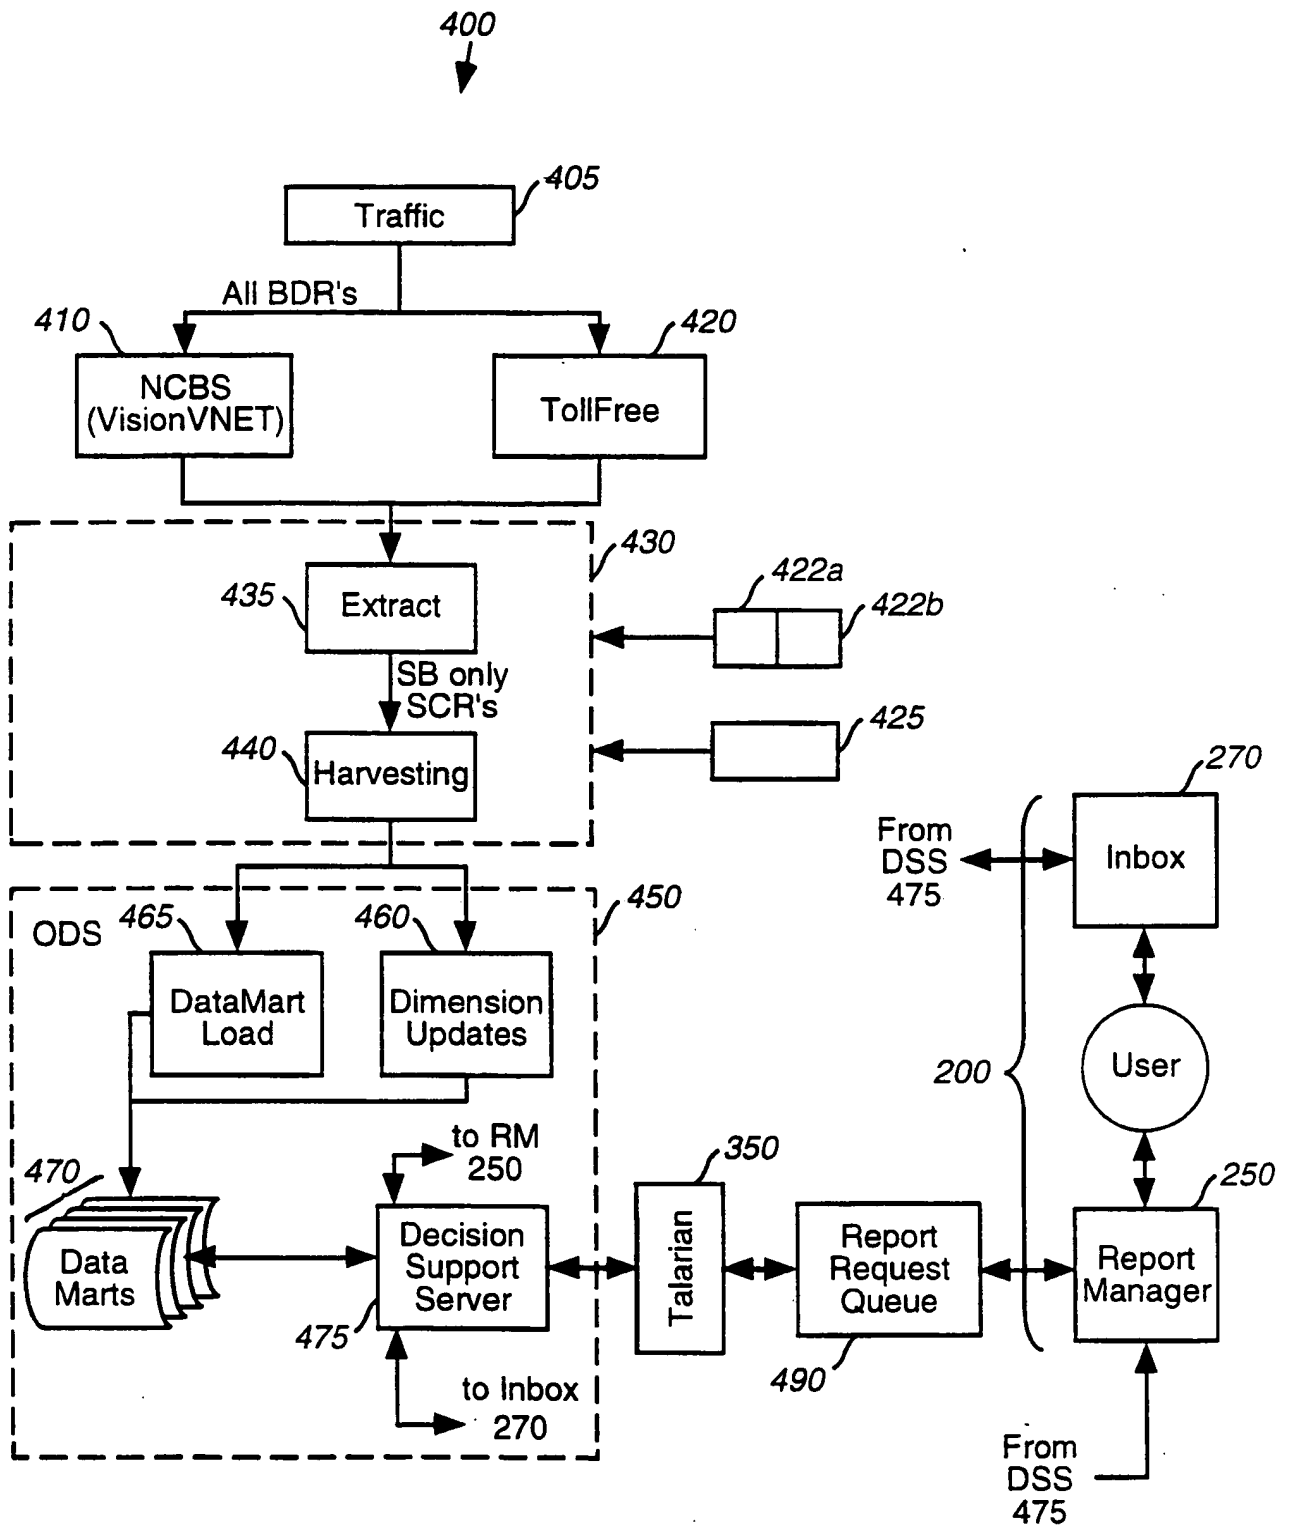 400
405
Traffic
All BDR's
410
420
NCBS
(VisionVNET)
TollFree
430
435
Extract
422a
422b
SB only
SCR's
425
440
Harvesting
270
From
DSS
475
Inbox
450
ODS
465
460
DataMart
Load
Dimension
Updates
200
User
to RM
250
350
250
470
Data
Marts
Decision
Support
Server
Talarian
Report
Request
Queue
Report
Manager
475
490
to Inbox
270
From
DSS
475